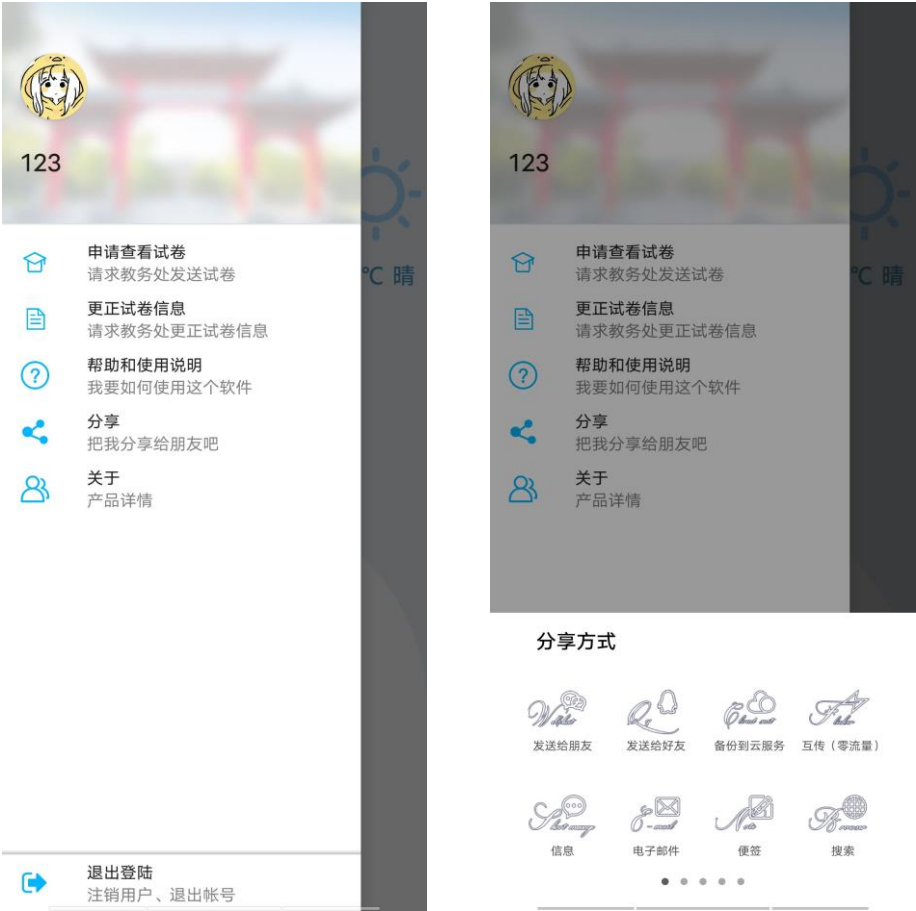 123
申请查看试卷
请求教务处发送试卷
更正试卷信息
请求教务处更正试卷信息
帮助和使用说明
我要如何使用这个软件
分享
把我分享给朋友吧
关于
产品详情
℃ 晴
退出登陆
注销用户、退出帐号
123
申请查看试卷
请求教务处发送试卷
更正试卷信息
请求教务处更正试卷信息
帮助和使用说明
我要如何使用这个软件
分享
把我分享给朋友吧
关于
产品详情
℃ 晴
分享方式
发送给朋友 发送给好友 备份到云服务 互传（零流量）
信息 电子邮件 便签 搜索